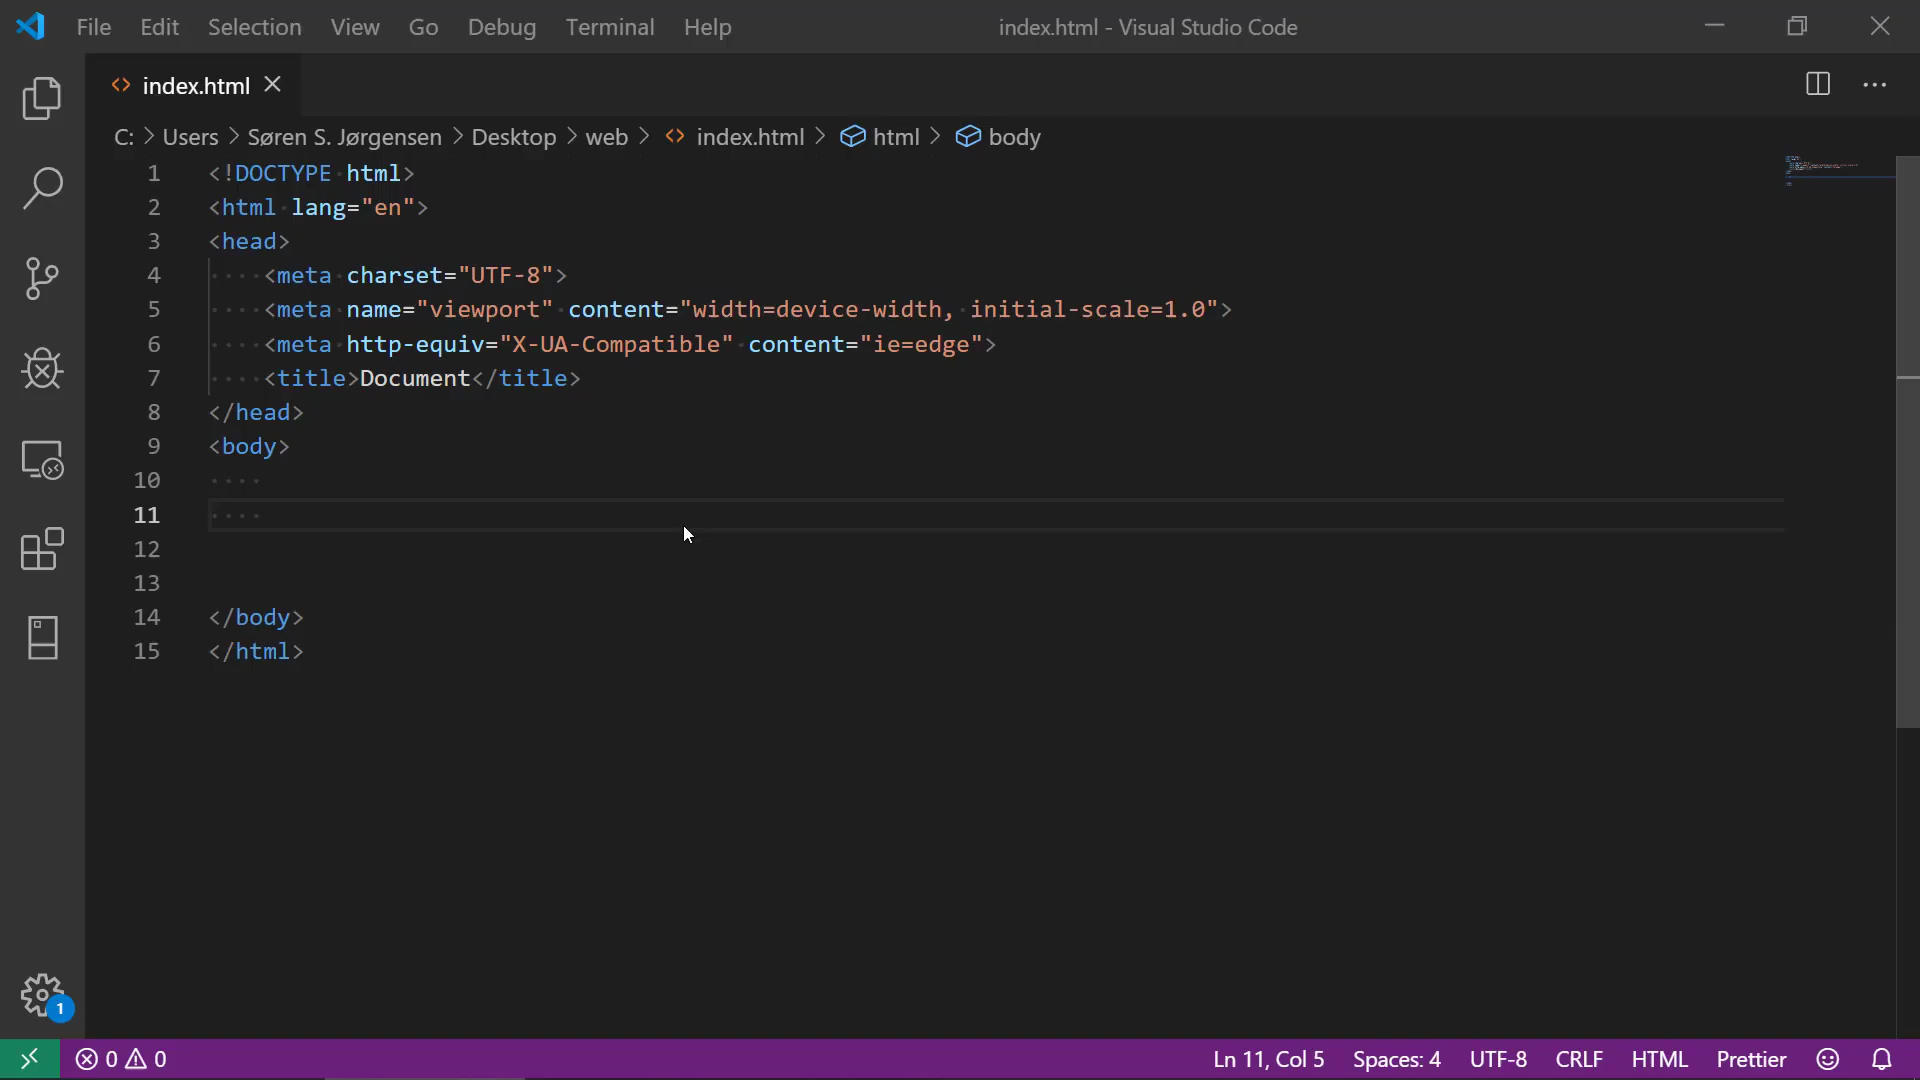 File Edit Selection View Go Debug Terminal Help index.html - Visual Studio Code
index.html
C: > Users > Søren S. Jørgensen > Desktop > web > index.html > html > body
1 <!DOCTYPE html>
2 <html lang="en">
3 <head>
4 <meta charset="UTF-8">
5 <meta name="viewport" content="width=device-width, initial-scale=1.0">
6 <meta http-equiv="X-UA-Compatible" content="ie=edge">
7 <title>Document</title>
8 </head>
9 <body>
10
11
12
13
14 </body>
15 </html>
1
0 0 Ln 11, Col 5 Spaces: 4 UTF-8 CRLF HTML Prettier